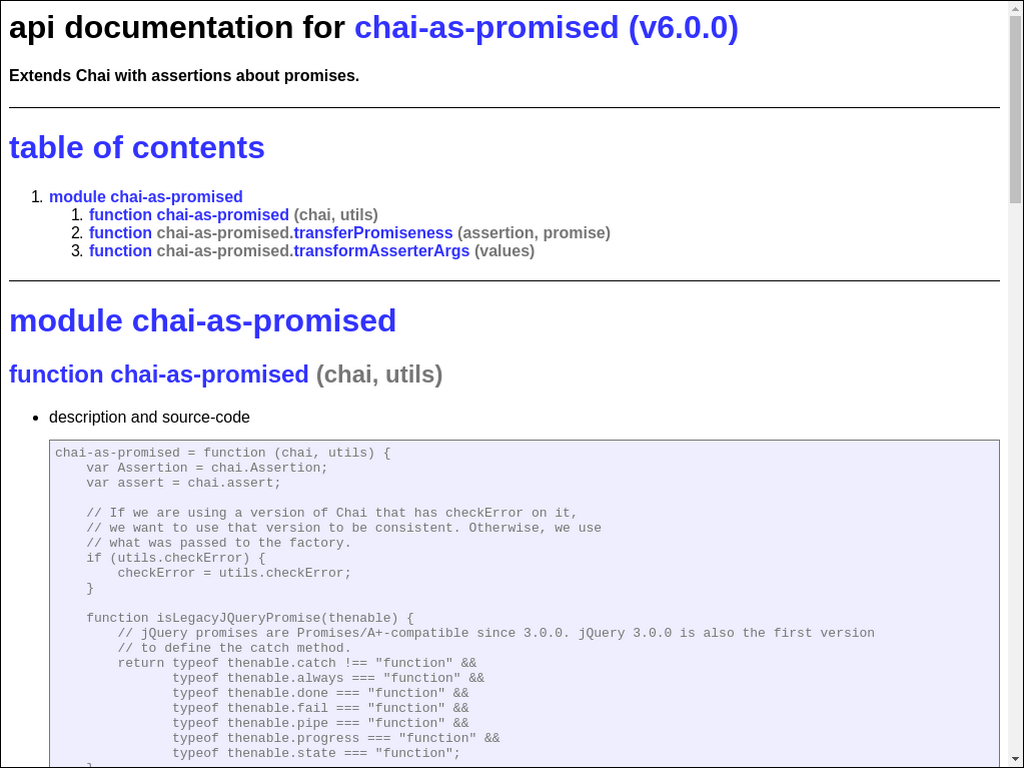 api documentation for chai-as-promised (v6.0.0)
Extends Chai with assertions about promises.
table of contents
1. module chai-as-promised
1. function chai-as-promised (chai, utils)
2. function chai-as-promised.transferPromiseness (assertion, promise)
3. function chai-as-promised.transformAsserterArgs (values)
module chai-as-promised
function chai-as-promised (chai, utils)
• description and source-code
chai-as-promised = function (chai, utils) {
    var Assertion = chai.Assertion;
    var assert = chai.assert;

    // If we are using a version of Chai that has checkError on it,
    // we want to use that version to be consistent. Otherwise, we use
    // what was passed to the factory.
    if (utils.checkError) {
        checkError = utils.checkError;
    }

    function isLegacyJQueryPromise(thenable) {
        // jQuery promises are Promises/A+-compatible since 3.0.0. jQuery 3.0.0 is also the first version
        // to define the catch method.
        return typeof thenable.catch !== "function" &&
               typeof thenable.always === "function" &&
               typeof thenable.done === "function" &&
               typeof thenable.fail === "function" &&
               typeof thenable.pipe === "function" &&
               typeof thenable.progress === "function" &&
               typeof thenable.state === "function";
    }